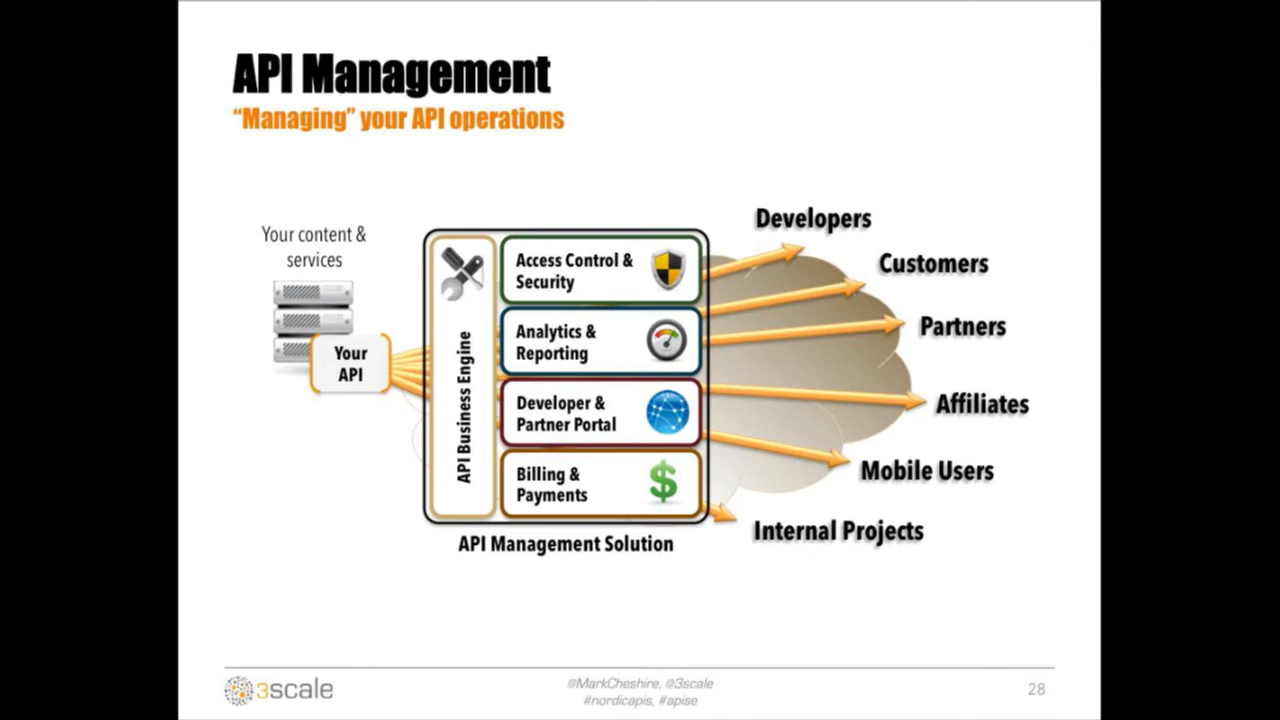 API Management
“Managing” your API operations
Your content &
services
Your
API
API Business Engine
Access Control &
Security
Analytics &
Reporting
Developer &
Partner Portal
Billing &
Payments
$
API Management Solution
Developers
Customers
Partners
Affiliates
Mobile Users
Internal Projects
3scale
@MarkCheshire, @3scale
#nordicapis, #apise
28